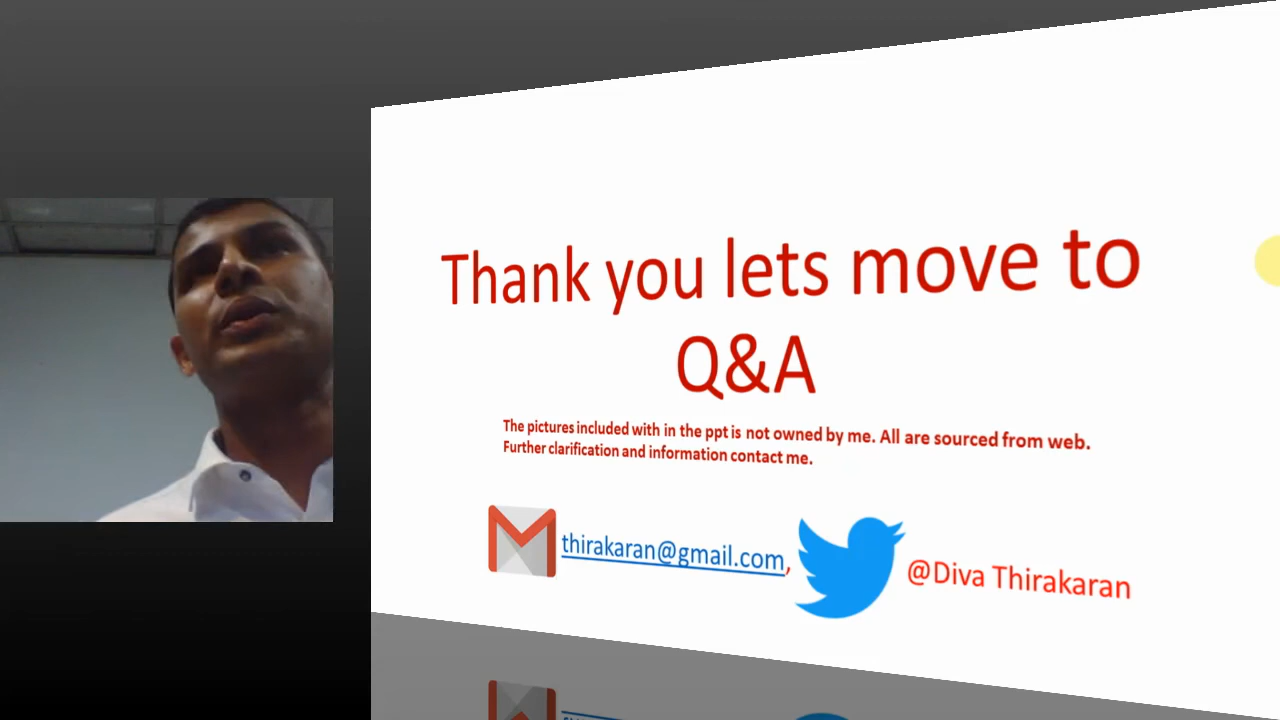 Thank you lets move to
Q&A
The pictures included with in the ppt is not owned by me. All are sourced from web.
Further clarification and information contact me.
thirakaran@gmail.com, @Diva Thirakaran